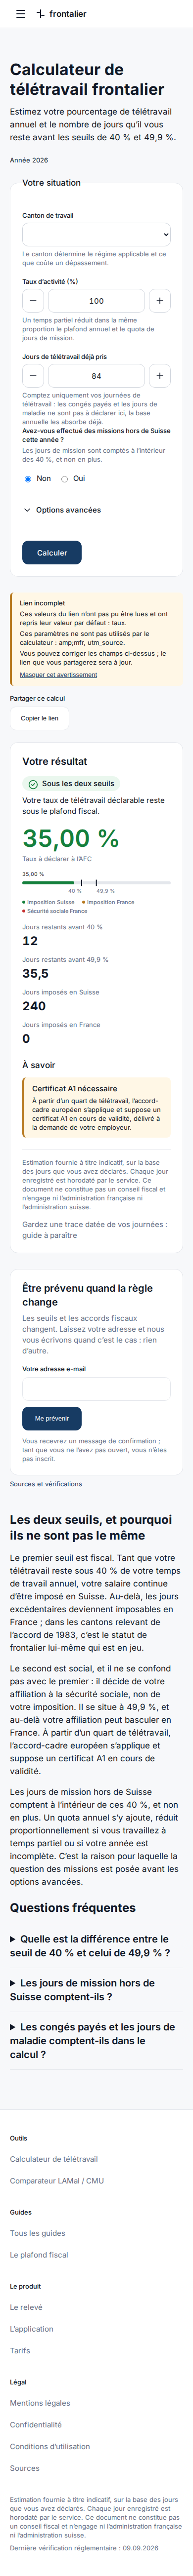 frontalier
Calculateur de
télétravail frontalier
Estimez votre pourcentage de télétravail
annuel et le nombre de jours qu’il vous
reste avant les seuils de 40 % et 49,9 %.
Année 2026
Votre situation
Canton de travail
Le canton détermine le régime applicable et ce
que coûte un dépassement.
Taux d’activité (%)
100
Un temps partiel réduit dans la même
proportion le plafond annuel et le quota de
jours de mission.
Jours de télétravail déjà pris
84
Comptez uniquement vos journées de
télétravail : les congés payés et les jours de
maladie ne sont pas à déclarer ici, la base
annuelle les absorbe déjà.
Avez-vous effectué des missions hors de Suisse
cette année ?
Les jours de mission sont comptés à l’intérieur
des 40 %, et non en plus.
Non
Oui
Options avancées
Calculer
Lien incomplet
Ces valeurs du lien n’ont pas pu être lues et ont
repris leur valeur par défaut : taux.
Ces paramètres ne sont pas utilisés par le
calculateur : amp;mfr, utm_source.
Vous pouvez corriger les champs ci-dessus ; le
lien que vous partagerez sera à jour.
Masquer cet avertissement
Partager ce calcul
Copier le lien
Votre résultat
Sous les deux seuils
Votre taux de télétravail déclarable reste
sous le plafond fiscal.
35,00 %
Taux à déclarer à l’AFC
35,00 %
40 %
49,9 %
Imposition Suisse
Imposition France
Sécurité sociale France
Jours restants avant 40 %
12
Jours restants avant 49,9 %
35,5
Jours imposés en Suisse
240
Jours imposés en France
0
À savoir
Certificat A1 nécessaire
À partir d’un quart de télétravail, l’accord-
cadre européen s’applique et suppose un
certificat A1 en cours de validité, délivré à
la demande de votre employeur.
Estimation fournie à titre indicatif, sur la base
des jours que vous avez déclarés. Chaque jour
enregistré est horodaté par le service. Ce
document ne constitue pas un conseil fiscal et
n’engage ni l’administration française ni
l’administration suisse.
Gardez une trace datée de vos journées :
guide à paraître
Être prévenu quand la règle
change
Les seuils et les accords fiscaux
changent. Laissez votre adresse et nous
vous écrivons quand c’est le cas : rien
d’autre.
Votre adresse e-mail
Me prévenir
Vous recevrez un message de confirmation ;
tant que vous ne l’avez pas ouvert, vous n’êtes
pas inscrit.
Sources et vérifications
Les deux seuils, et pourquoi
ils ne sont pas le même
Le premier seuil est fiscal. Tant que votre
télétravail reste sous 40 % de votre temps
de travail annuel, votre salaire continue
d’être imposé en Suisse. Au-delà, les jours
excédentaires deviennent imposables en
France ; dans les cantons relevant de
l’accord de 1983, c’est le statut de
frontalier lui-même qui est en jeu.
Le second est social, et il ne se confond
pas avec le premier : il décide de votre
affiliation à la sécurité sociale, non de
votre imposition. Il se situe à 49,9 %, et
au-delà votre affiliation peut basculer en
France. À partir d’un quart de télétravail,
l’accord-cadre européen s’applique et
suppose un certificat A1 en cours de
validité.
Les jours de mission hors de Suisse
comptent à l’intérieur de ces 40 %, et non
en plus. Un quota annuel s’y ajoute, réduit
proportionnellement si vous travaillez à
temps partiel ou si votre année est
incomplète. C’est la raison pour laquelle la
question des missions est posée avant les
options avancées.
Questions fréquentes
Quelle est la différence entre le
seuil de 40 % et celui de 49,9 % ?
Les jours de mission hors de
Suisse comptent-ils ?
Les congés payés et les jours de
maladie comptent-ils dans le
calcul ?
Outils
Calculateur de télétravail
Comparateur LAMal / CMU
Guides
Tous les guides
Le plafond fiscal
Le produit
Le relevé
L’application
Tarifs
Légal
Mentions légales
Confidentialité
Conditions d’utilisation
Sources
Estimation fournie à titre indicatif, sur la base des jours
que vous avez déclarés. Chaque jour enregistré est
horodaté par le service. Ce document ne constitue pas
un conseil fiscal et n’engage ni l’administration française
ni l’administration suisse.
Dernière vérification réglementaire : 09.09.2026